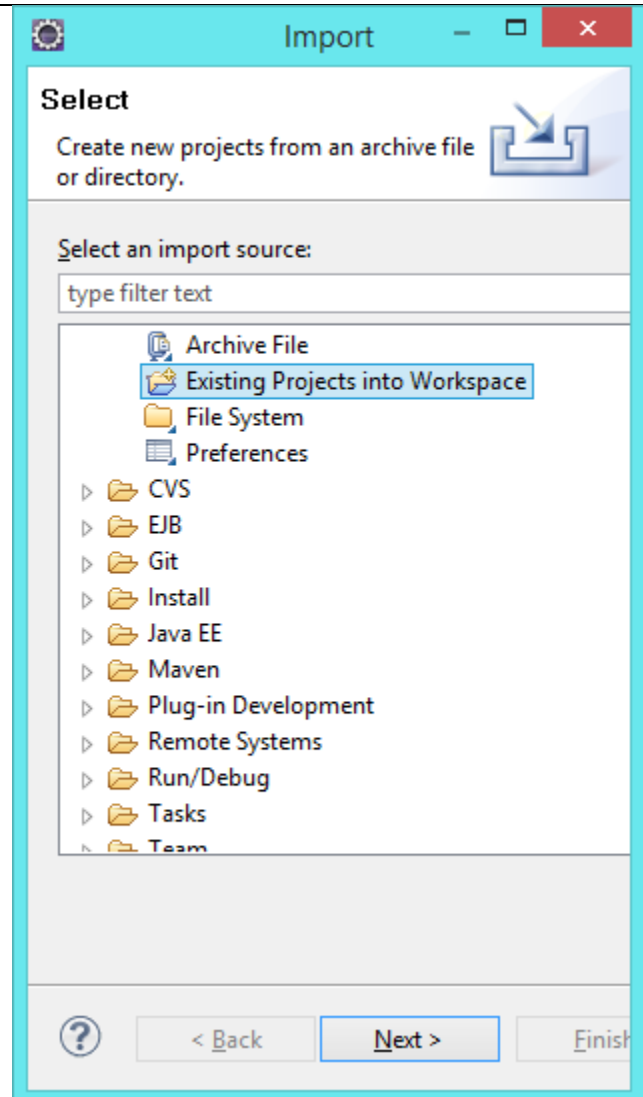 Import
Select
Create new projects from an archive file
or directory.
Select an import source:
type filter text
Archive File
Existing Projects into Workspace
File System
Preferences
CVS
EJB
Git
Install
Java EE
Maven
Plug-in Development
Remote Systems
Run/Debug
Tasks
Team
?
< Back
Next >
Finish